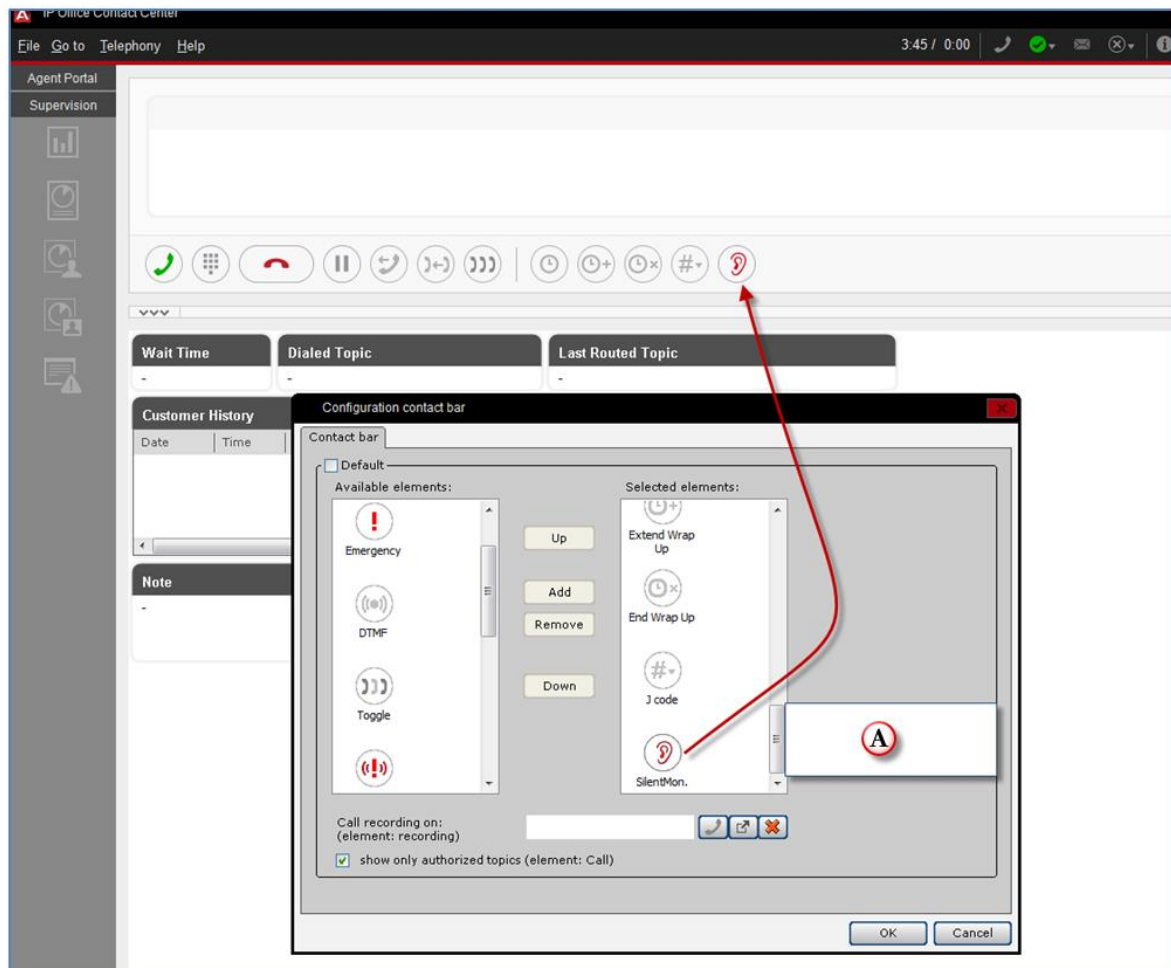 A IP Office Contact Center
File Go to Telephony Help
3:45 / 0:00
Agent Portal
Supervision
Wait Time
Dialed Topic
Last Routed Topic
-
-
-
Customer History
Date
Time
Note
-
Configuration contact bar
Contact bar
Default
Available elements:
Selected elements:
Emergency
DTMF
Toggle
Up
Add
Remove
Down
Extend Wrap
Up
End Wrap Up
J code
SilentMon.
A
Call recording on:
(element: recording)
show only authorized topics (element: Call)
OK
Cancel